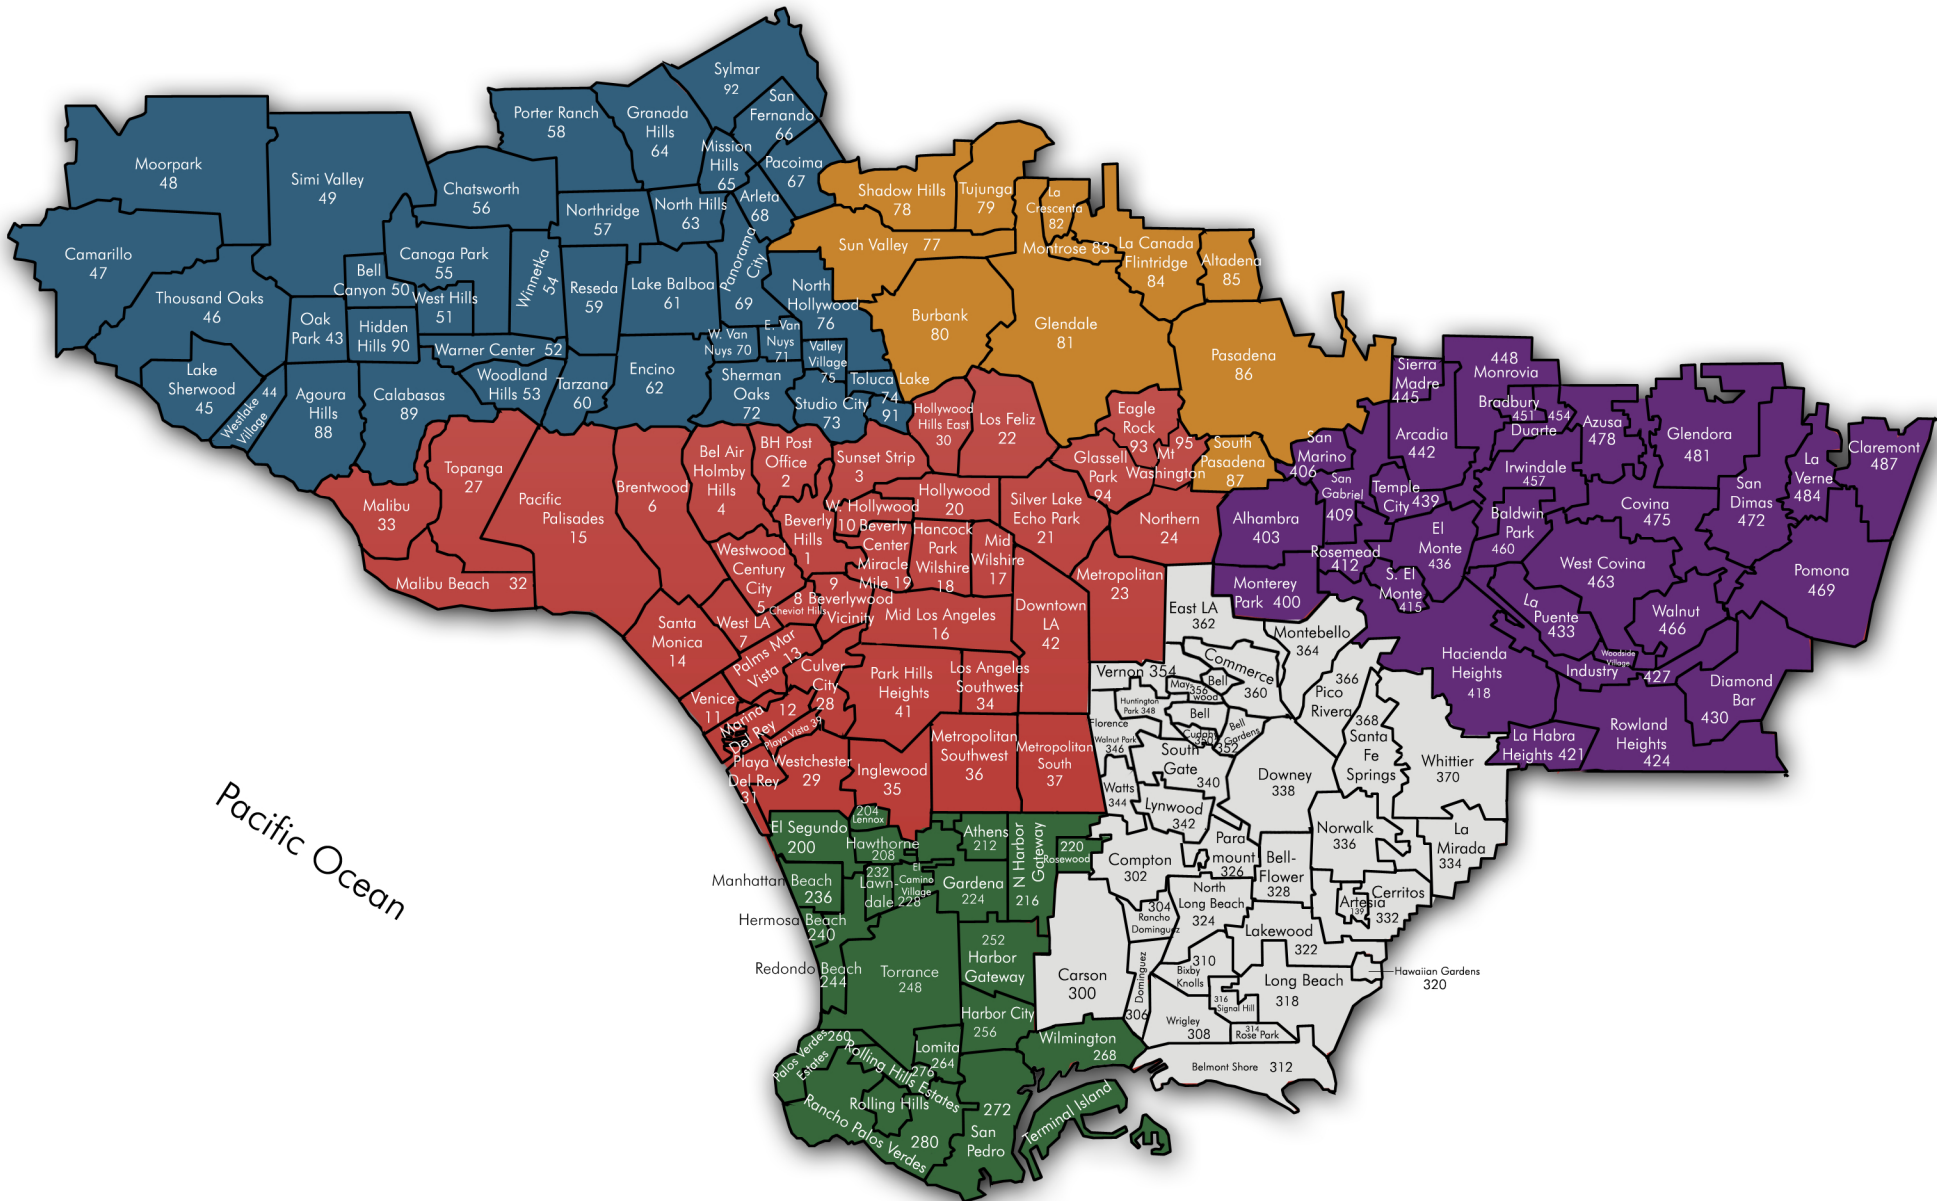 Sylmar
92
San
Fernando
66
Porter Ranch
58
Granada
Hills
64
Mission
Hills
65
Pacoima
67
Arleta
68
Moorpark
48
Simi Valley
49
Chatsworth
56
Northridge
57
North Hills
63
Panorama
City
69
Camarillo
47
Thousand Oaks
46
Bell
Canyon 50
Canoga Park
55
West Hills
51
Winnetka
54
Reseda
59
Lake Balboa
61
North
Hollywood
76
Oak
Park 43
Hidden
Hills 90
Warner Center 52
W. Van
Nuys 70
E. Van
Nuys
71
Valley
Village
75
Toluca Lake
74
91
Lake
Sherwood
45
Westlake 44
Village
Agoura
Hills
88
Calabasas
89
Woodland
Hills 53
Tarzana
60
Encino
62
Sherman
Oaks
72
Studio City
73
Shadow Hills
78
Tujunga
79
La
Crescenta
82
Sun Valley 77
Montrose 83
La Canada
Flintridge
84
Altadena
85
Burbank
80
Glendale
81
Pasadena
86
South
Pasadena
87
Topanga
27
Malibu
33
Malibu Beach 32
Pacific
Palisades
15
Brentwood
6
Bel Air
Holmby
Hills
4
BH Post
Office
2
Sunset Strip
3
Hollywood
Hills East
30
Los Feliz
22
Eagle
Rock
93
95
Mt
Washington
Glassell
Park
94
W. Hollywood
10
Hollywood
20
Silver Lake
Echo Park
21
Northern
24
Beverly
Hills
1
Beverly
Center
Miracle
Mile 19
Hancock
Park
Wilshire
18
Mid
Wilshire
17
Westwood
Century
City
5
Metropolitan
23
9
Beverlywood
Vicinity
8
Cheviot Hills
Mid Los Angeles
16
Downtown
LA
42
Santa
Monica
14
West LA
7
Palms Mar
Vista 13
Culver
City
28
Park Hills
Heights
41
Los Angeles
Southwest
34
Venice
11
12
Marina
Del Rey
Playa Vista 39
Playa
Del Rey
31
Westchester
29
Inglewood
35
Metropolitan
Southwest
36
Metropolitan
South
37
Sierra
Madre
445
448
Monrovia
Bradbury
451
454
Duarte
Azusa
478
Glendora
481
La
Verne
484
Claremont
487
San
Marino
406
Arcadia
442
San
Gabriel
409
Temple
City 439
Irwindale
457
Covina
475
San
Dimas
472
Alhambra
403
Rosemead
412
El
Monte
436
Baldwin
Park
460
West Covina
463
Pomona
469
Monterey
Park 400
S. El
Monte
415
La
Puente
433
Walnut
466
Woodside
Village
Hacienda
Heights
418
Industry 427
Diamond
Bar
430
La Habra
Heights 421
Rowland
Heights
424
East LA
362
Montebello
364
Vernon 354
Commerce
360
May
wood
356
Bell
Huntington
Park 348
Bell
Bell
Gardens
352
366
Pico
Rivera
368
Santa
Fe
Springs
Whittier
370
Florence
Walnut Park
346
Cudahy
350
South
Gate
340
Downey
338
Watts
344
Lynwood
342
Norwalk
336
La
Mirada
334
Compton
302
Para
mount
326
Bell-
Flower
328
Cerritos
332
Artesia
139
304
Rancho
Dominguez
North
Long Beach
324
Lakewood
322
Hawaiian Gardens
320
Carson
300
Dominguez
306
310
Bixby
Knolls
316
Signal Hill
Long Beach
318
Wrigley
308
314
Rose Park
Belmont Shore 312
El Segundo
200
204
Lennox
Hawthorne
208
Athens
212
N Harbor
Gateway
216
220
Rosewood
Manhattan Beach
236
232
Lawn-
dale
El
Camino
Village
228
Gardena
224
Hermosa Beach
240
Redondo Beach
244
Torrance
248
252
Harbor
Gateway
Harbor City
256
Lomita
264
Wilmington
268
Palos Verdes
Estates
260
Rolling Hills Estates
276
Rolling Hills
Rancho Palos Verdes
280
272
San
Pedro
Terminal Island
Pacific Ocean